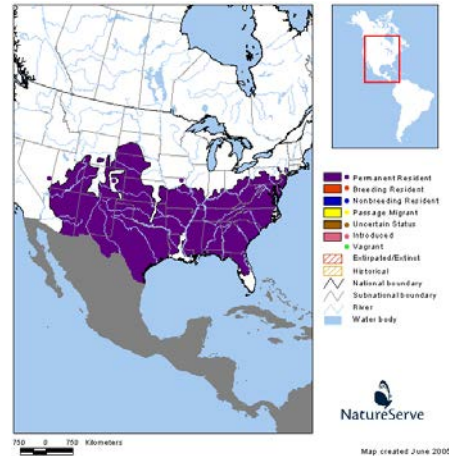 Permanent Resident
Breeding Resident
Nonbreeding Resident
Passage Migrant
Uncertain Status
Introduced
Vagrant
Extirpated/Extinct
Historical
National boundary
Subnational boundary
River
Water body
NatureServe
750 0 750 Kilometers
Map created June 2005